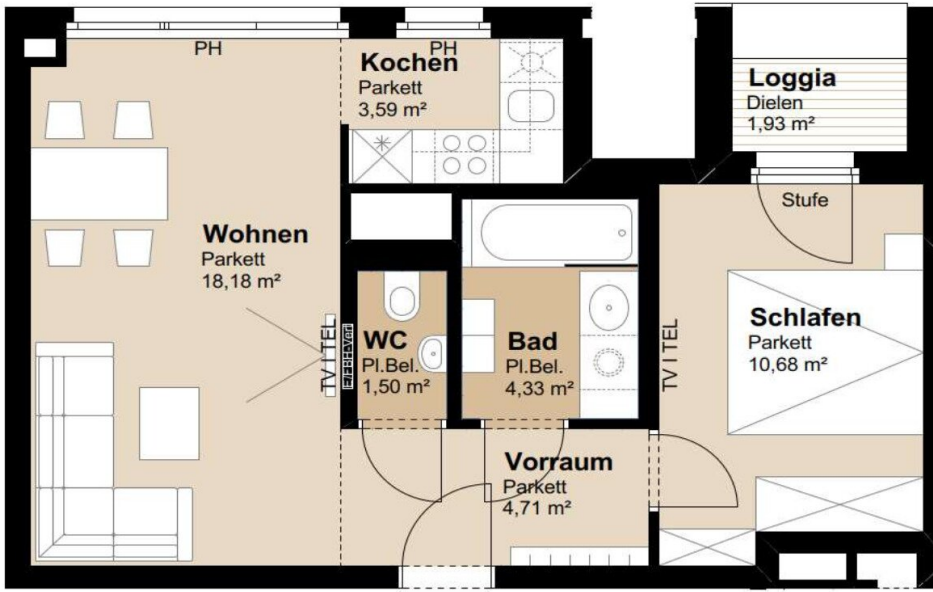 PH
PH
Kochen
Parkett
3,59 m²
Loggia
Dielen
1,93 m²
Stufe
Wohnen
Parkett
18,18 m²
TV I TEL
E/FBH-Vert
WC
Pl.Bel.
1,50 m²
Bad
Pl.Bel.
4,33 m²
TV I TEL
Schlafen
Parkett
10,68 m²
Vorraum
Parkett
4,71 m²